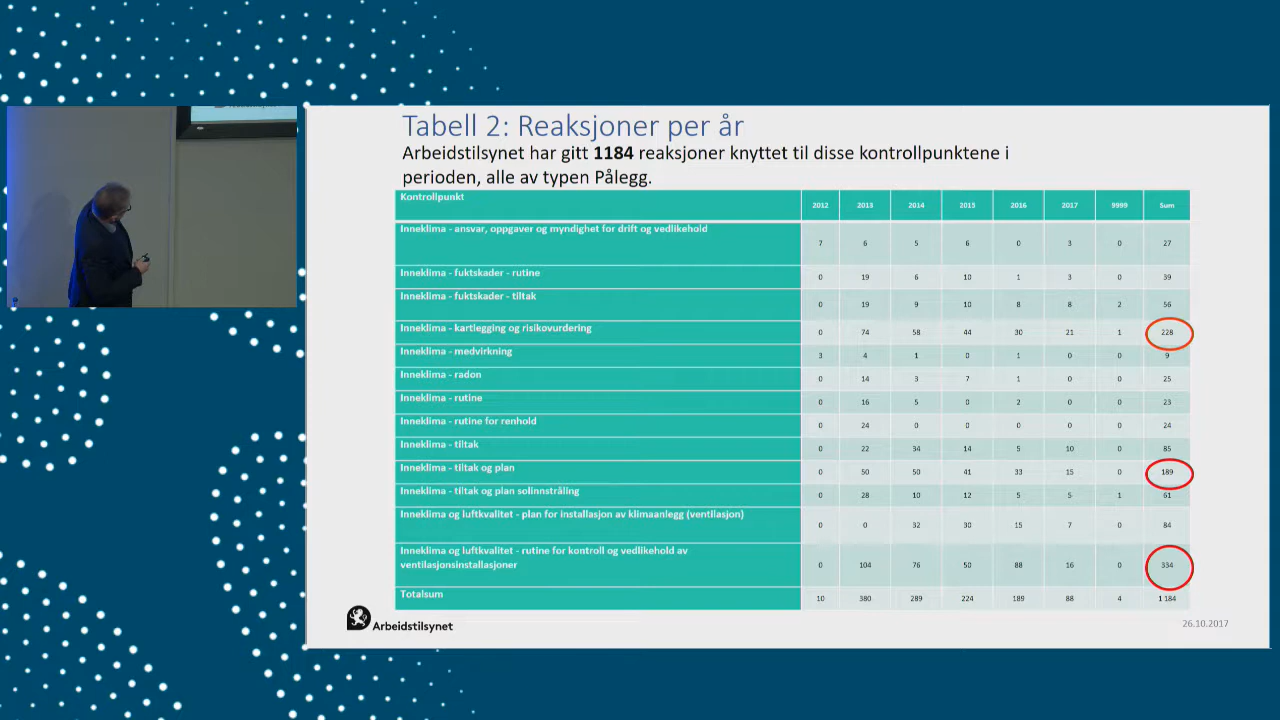 Tabell 2: Reaksjoner per år
Arbeidstilsynet har gitt 1184 reaksjoner knyttet til disse kontrollpunktene i
perioden, alle av typen Pålegg.
Kontrollpunkt 2012 2013 2014 2015 2016 2017 9999 Sum
Inneklima - ansvar, oppgaver og myndighet for drift og vedlikehold 7 6 5 6 0 3 0 27
Inneklima - fuktskader - rutine 0 19 6 10 1 3 0 39
Inneklima - fuktskader - tiltak 0 19 9 10 8 8 2 56
Inneklima - kartlegging og risikovurdering 0 74 58 44 30 21 1 228
Inneklima - medvirkning 3 4 1 0 1 0 0 9
Inneklima - radon 0 14 3 7 1 0 0 25
Inneklima - rutine 0 16 5 0 2 0 0 23
Inneklima - rutine for renhold 0 24 0 0 0 0 0 24
Inneklima - tiltak 0 22 34 14 5 10 0 85
Inneklima - tiltak og plan 0 50 50 41 33 15 0 189
Inneklima - tiltak og plan solinnstråling 0 28 10 12 5 5 1 61
Inneklima og luftkvalitet - plan for installasjon av klimaanlegg (ventilasjon) 0 0 32 30 15 7 0 84
Inneklima og luftkvalitet - rutine for kontroll og vedlikehold av
ventilasjonsinstallasjoner 0 104 76 50 88 16 0 334
Totalsum 10 380 289 224 189 88 4 1 184
Arbeidstilsynet
26.10.2017